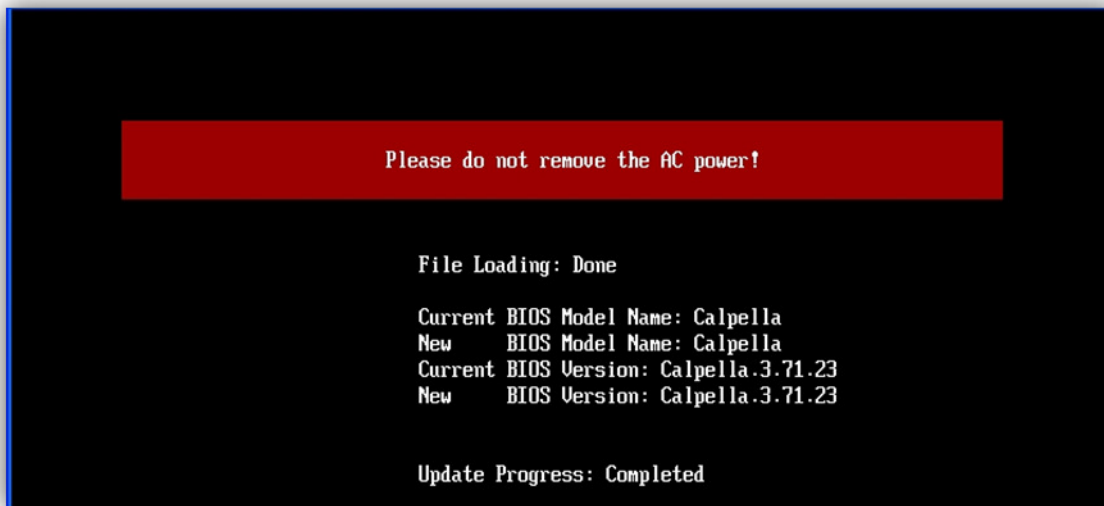 Please do not remove the AC power!
File Loading: Done
Current BIOS Model Name: Calpella
New BIOS Model Name: Calpella
Current BIOS Version: Calpella.3.71.23
New BIOS Version: Calpella.3.71.23
Update Progress: Completed